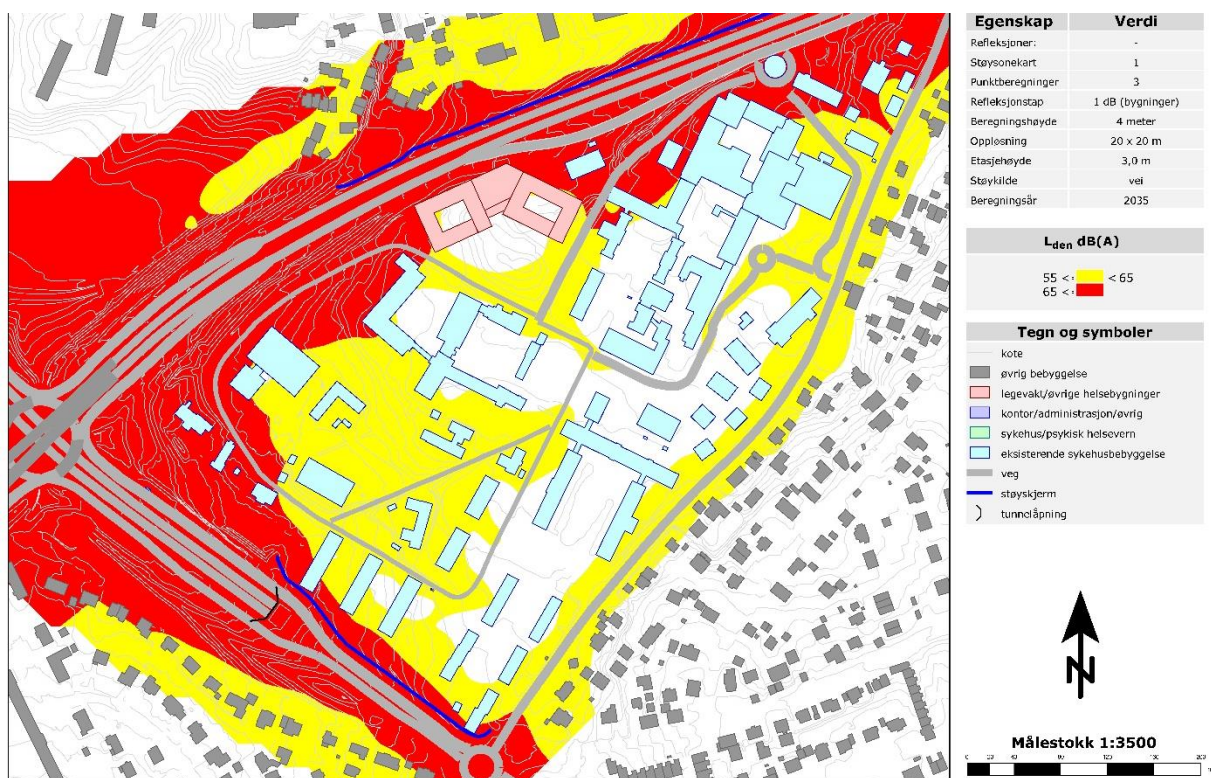 Egenskap Verdi
Refleksjoner: -
Støysonekart 1
Punktberegninger 3
Refleksjonstap 1 dB (bygninger)
Beregningshøyde 4 meter
Oppløsning 20 x 20 m
Etasjehøyde 3,0 m
Støykilde vei
Beregningsår 2035
Lden dB(A)
55 <= < 65
65 <=
Tegn og symboler
kote
øvrig bebyggelse
legevakt/øvrige helsebygninger
kontor/administrasjon/øvrig
sykehus/psykisk helsevern
eksisterende sykehusbebyggelse
veg
støyskjerm
tunnelåpning
N
Målestokk 1:3500